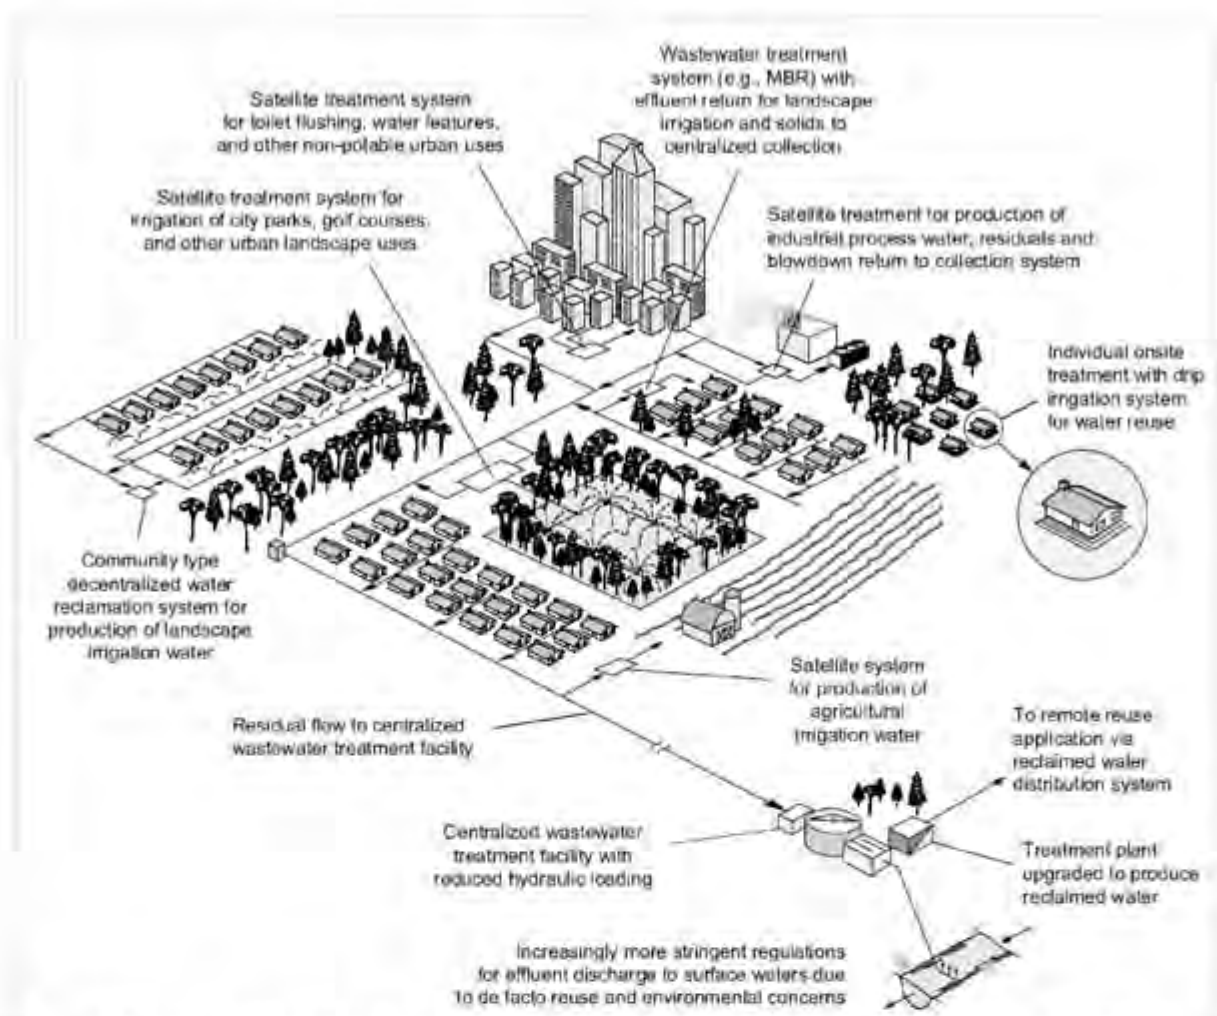 Wastewater treatment
system (e.g., MBR) with
effluent return for landscape
irrigation and solids to
centralized collection
Satellite treatment system
for toilet flushing, water features,
and other non-potable urban uses
Satellite treatment system for
irrigation of city parks, golf courses,
and other urban landscape uses
Satellite treatment for production of
industrial process water, residuals and
blowdown return to collection system
Individual onsite
treatment with drip
irrigation system
for water reuse
Community type
decentralized water
reclamation system for
production of landscape
irrigation water
Satellite system
for production of
agricultural
irrigation water
Residual flow to centralized
wastewater treatment facility
To remote reuse
application via
reclaimed water
distribution system
Centralized wastewater
treatment facility with
reduced hydraulic loading
Treatment plant
upgraded to produce
reclaimed water
Increasingly more stringent regulations
for effluent discharge to surface waters due
to de facto reuse and environmental concerns